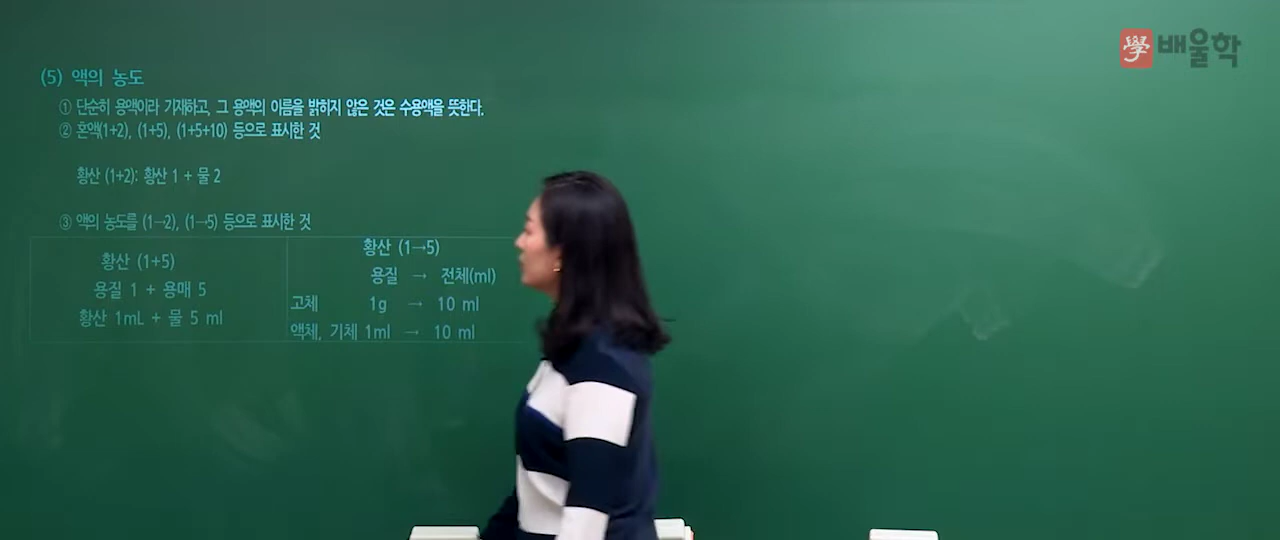 學 배울학
(5) 액의 농도
① 단순히 용액이라 기재하고, 그 용액의 이름을 밝히지 않은 것은 수용액을 뜻한다.
② 혼액(1+2), (1+5), (1+5+10) 등으로 표시한 것
황산 (1+2): 황산 1 + 물 2
③ 액의 농도를 (1→2), (1→5) 등으로 표시한 것
황산 (1+5)
용질 1 + 용매 5
황산 1mL + 물 5 ml
황산 (1→5)
용질 → 전체(ml)
고체 1g → 10 ml
액체, 기체 1ml → 10 ml